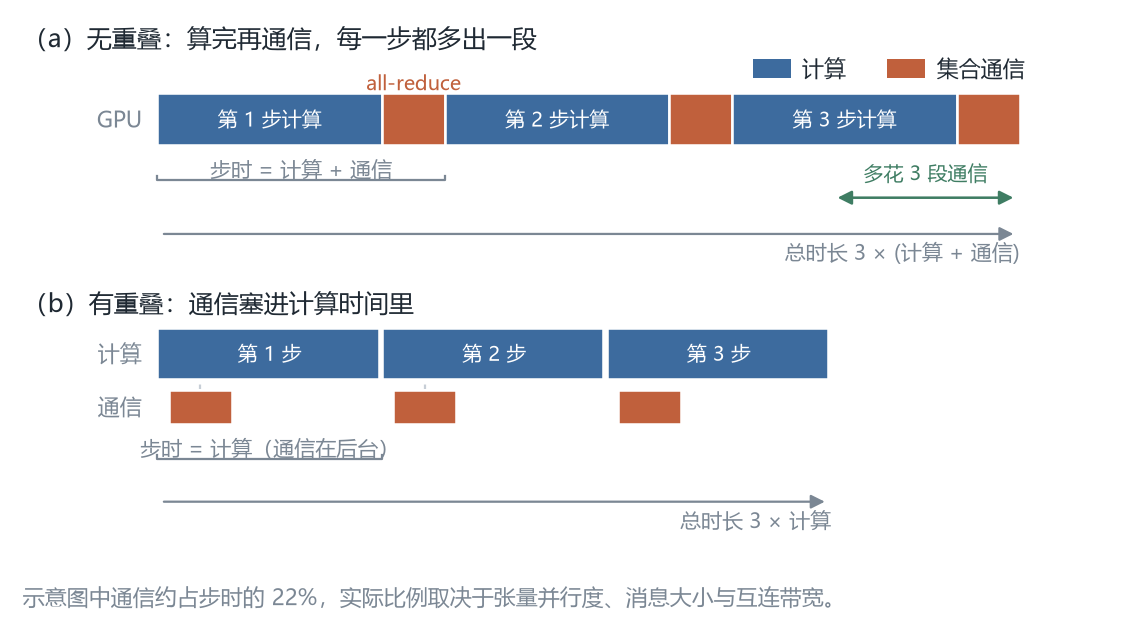 （a）无重叠：算完再通信，每一步都多出一段
计算
集合通信
all-reduce
GPU
第 1 步计算
第 2 步计算
第 3 步计算
步时 = 计算 + 通信
多花 3 段通信
总时长 3 × (计算 + 通信)
（b）有重叠：通信塞进计算时间里
计算
第 1 步
第 2 步
第 3 步
通信
步时 = 计算（通信在后台）
总时长 3 × 计算
示意图中通信约占步时的 22%，实际比例取决于张量并行度、消息大小与互连带宽。